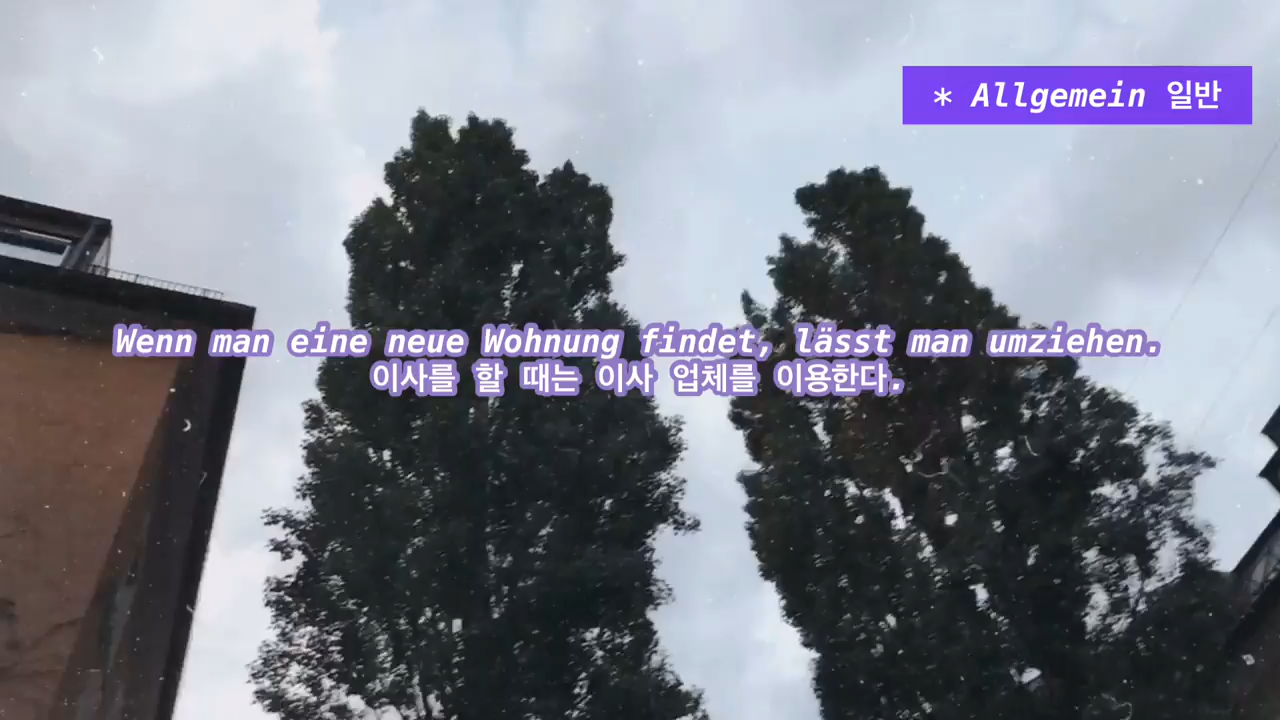 * Allgemein 일반
Wenn man eine neue Wohnung findet, lässt man umziehen.
이사를 할 때는 이사 업체를 이용한다.